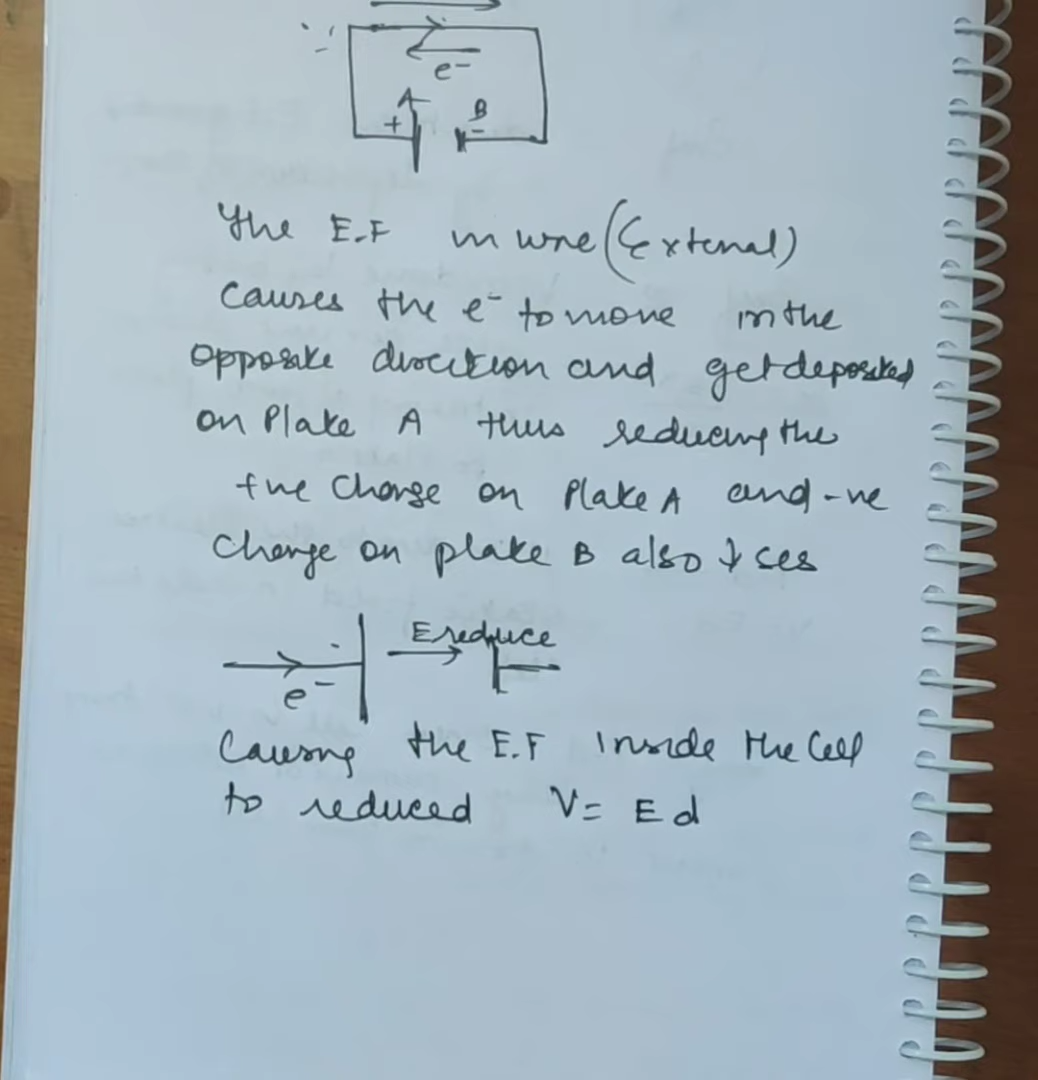 e⁻
A B
+ -
The E.F in wire (External)
causes the e⁻ to move in the
opposite direction and get deposited
on Plate A thus reducing the
+ve Charge on Plate A and -ve
Charge on plate B also ↓ ses
E reduce
e⁻
Causing the E.F inside the Cell
to reduced V = E d